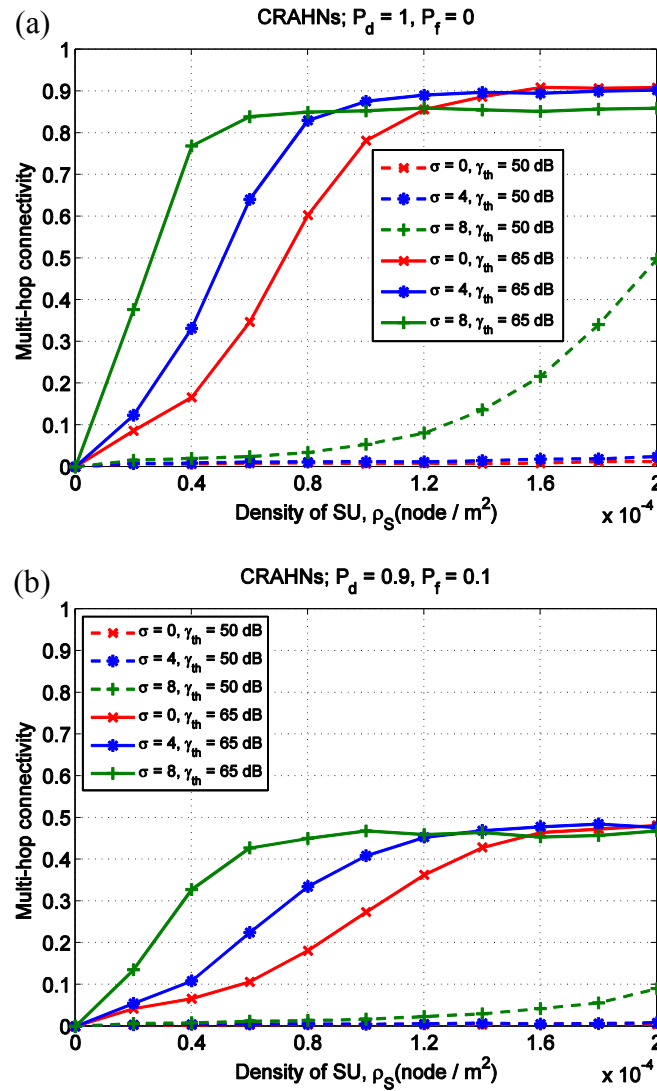 (a)
CRAHNs; P_d = 1, P_f = 0
1
0.9
0.8
0.7
0.6
0.5
0.4
0.3
0.2
0.1
0
Multi-hop connectivity
σ = 0, γ_th = 50 dB
σ = 4, γ_th = 50 dB
σ = 8, γ_th = 50 dB
σ = 0, γ_th = 65 dB
σ = 4, γ_th = 65 dB
σ = 8, γ_th = 65 dB
0 0.4 0.8 1.2 1.6 2
Density of SU, ρ_S(node / m²)
x 10⁻⁴
(b)
CRAHNs; P_d = 0.9, P_f = 0.1
1
0.9
0.8
0.7
0.6
0.5
0.4
0.3
0.2
0.1
0
Multi-hop connectivity
σ = 0, γ_th = 50 dB
σ = 4, γ_th = 50 dB
σ = 8, γ_th = 50 dB
σ = 0, γ_th = 65 dB
σ = 4, γ_th = 65 dB
σ = 8, γ_th = 65 dB
0 0.4 0.8 1.2 1.6 2
Density of SU, ρ_S(node / m²)
x 10⁻⁴